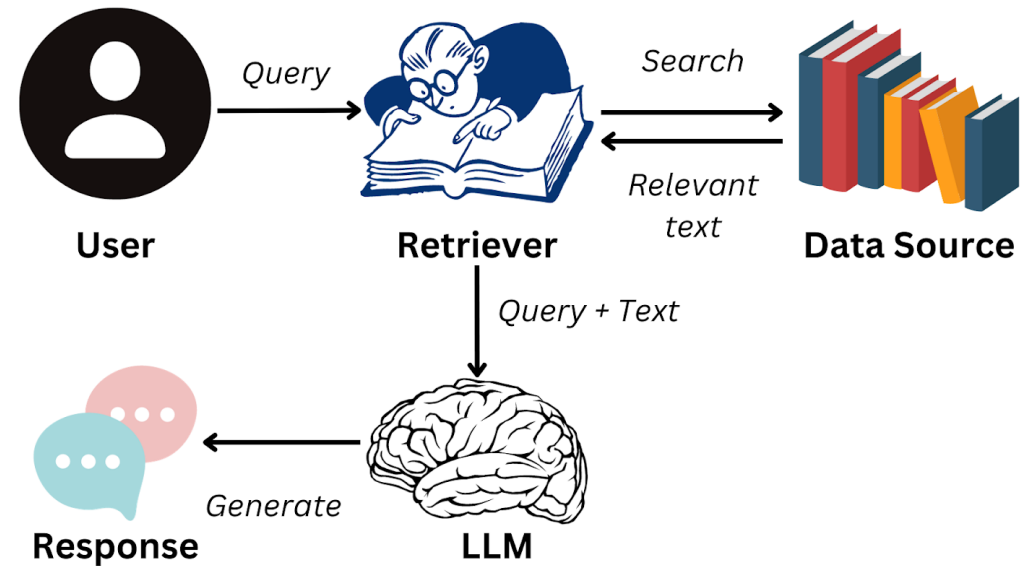 Query
Search
Relevant
text
User
Retriever
Data Source
Query + Text
Generate
Response
LLM